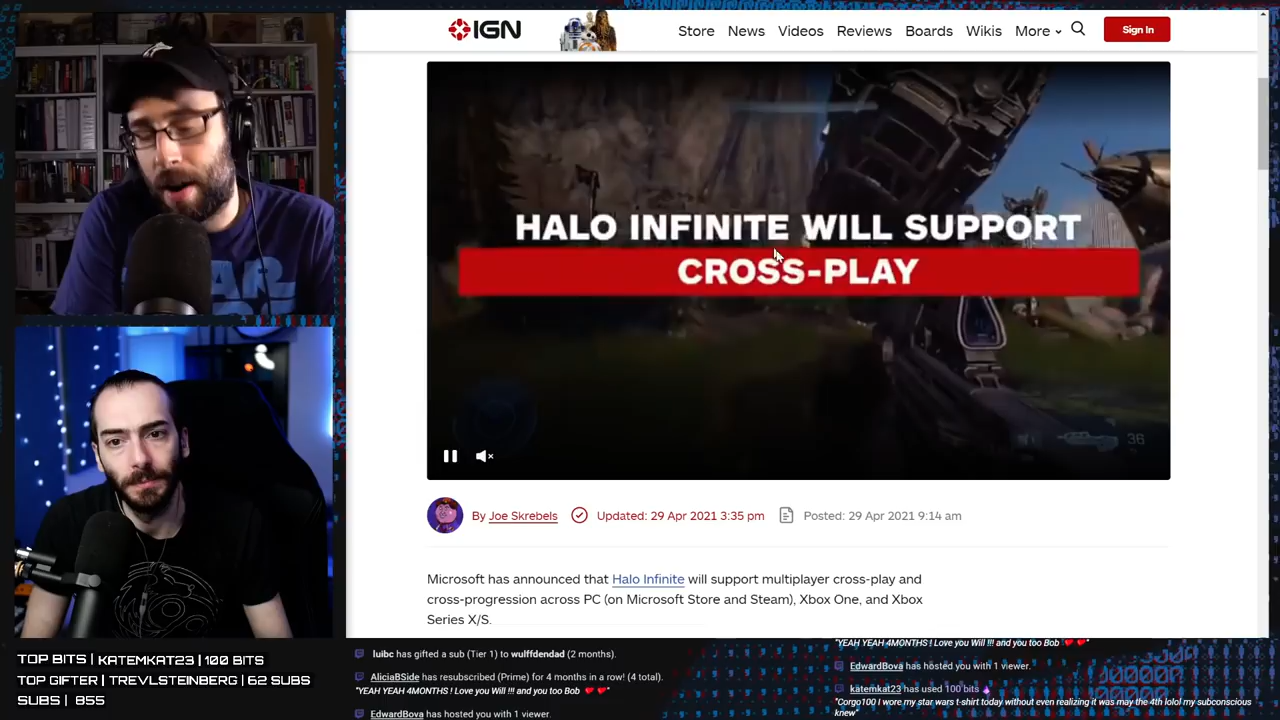 IGN
Store News Videos Reviews Boards Wikis More
Sign In
HALO INFINITE WILL SUPPORT
CROSS-PLAY
36
By Joe Skrebels
Updated: 29 Apr 2021 3:35 pm
Posted: 29 Apr 2021 9:14 am
Microsoft has announced that Halo Infinite will support multiplayer cross-play and
cross-progression across PC (on Microsoft Store and Steam), Xbox One, and Xbox
Series X/S.
TOP BITS | KATEMKAT23 | 100 BITS
TOP GIFTER | TREVLSTEINBERG | 62 SUBS
SUBS | 855
luibc has gifted a sub (Tier 1) to wulffdendad (2 months).
AliciaBSide has resubscribed (Prime) for 4 months in a row! (4 total).
"YEAH YEAH 4MONTHS ! Love you Will !!! and you too Bob ❤ ❤"
EdwardBova has hosted you with 1 viewer.
"YEAH YEAH 4MONTHS ! Love you Will !!! and you too Bob ❤ ❤"
EdwardBova has hosted you with 1 viewer.
katemkat23 has used 100 bits
"Corgo100 I wore my star wars t-shirt today without even realizing it was may the 4th lolol my subconscious
knew"